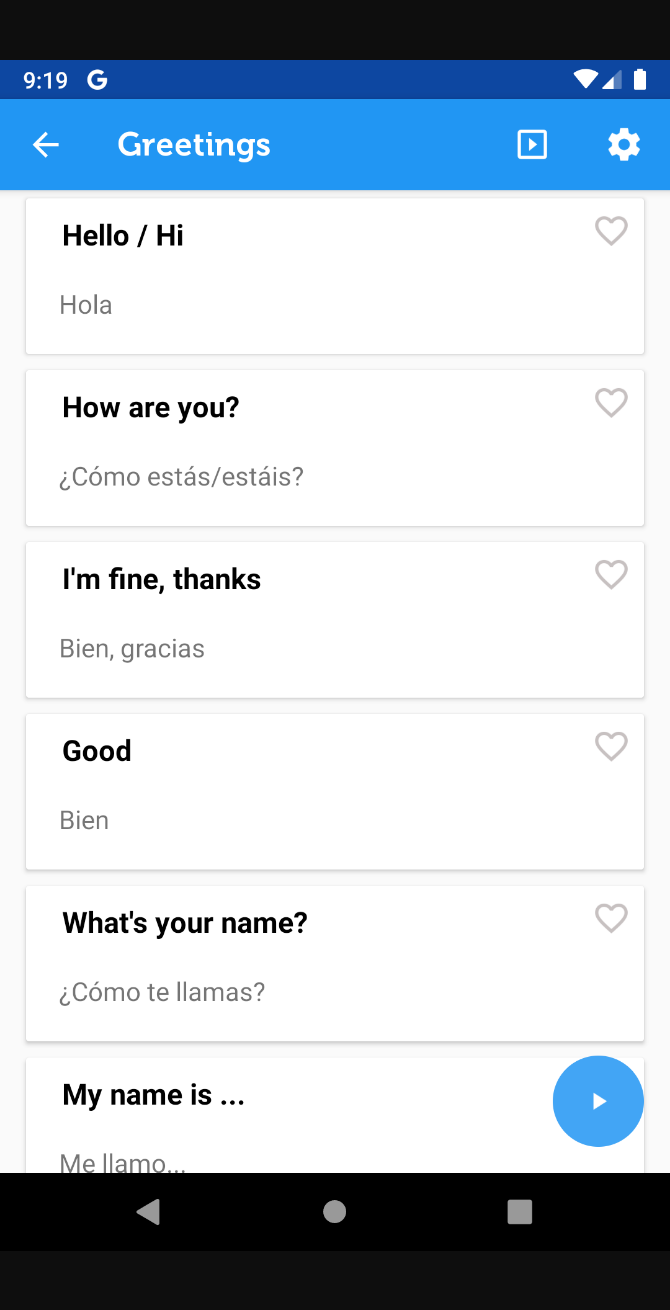 9:19 G
Greetings
Hello / Hi
Hola
How are you?
¿Cómo estás/estáis?
I'm fine, thanks
Bien, gracias
Good
Bien
What's your name?
¿Cómo te llamas?
My name is ...
Me llamo...